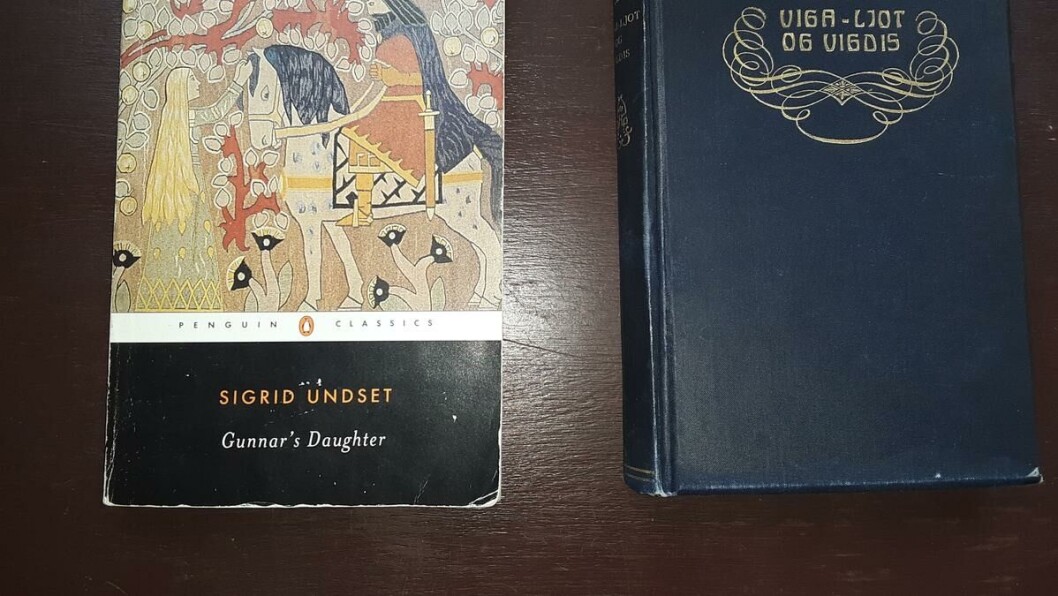 PENGUIN CLASSICS
SIGRID UNDSET
Gunnar's Daughter
VIGA-LJOT
OG VIGDIS